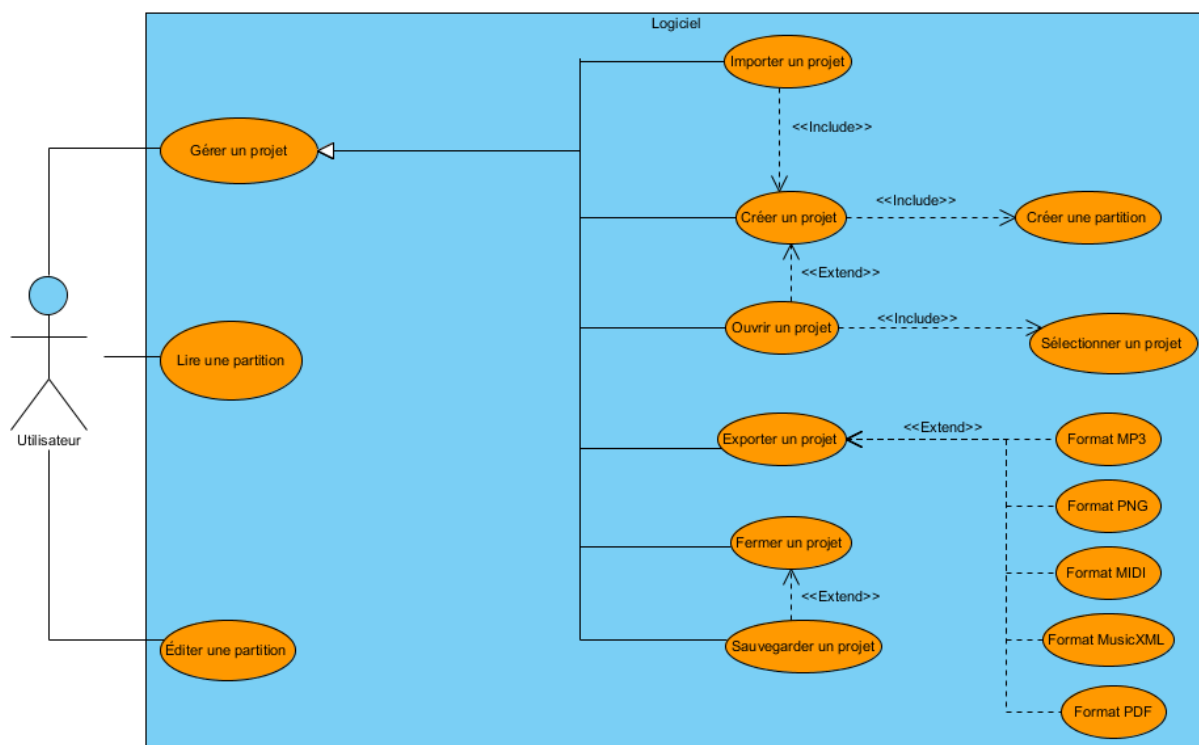 Logiciel
Importer un projet
<<Include>>
Gérer un projet
Créer un projet
<<Include>>
Créer une partition
<<Extend>>
Ouvrir un projet
<<Include>>
Sélectionner un projet
Lire une partition
Utilisateur
Exporter un projet
<<Extend>>
Format MP3
Format PNG
Fermer un projet
Format MIDI
<<Extend>>
Éditer une partition
Sauvegarder un projet
Format MusicXML
Format PDF